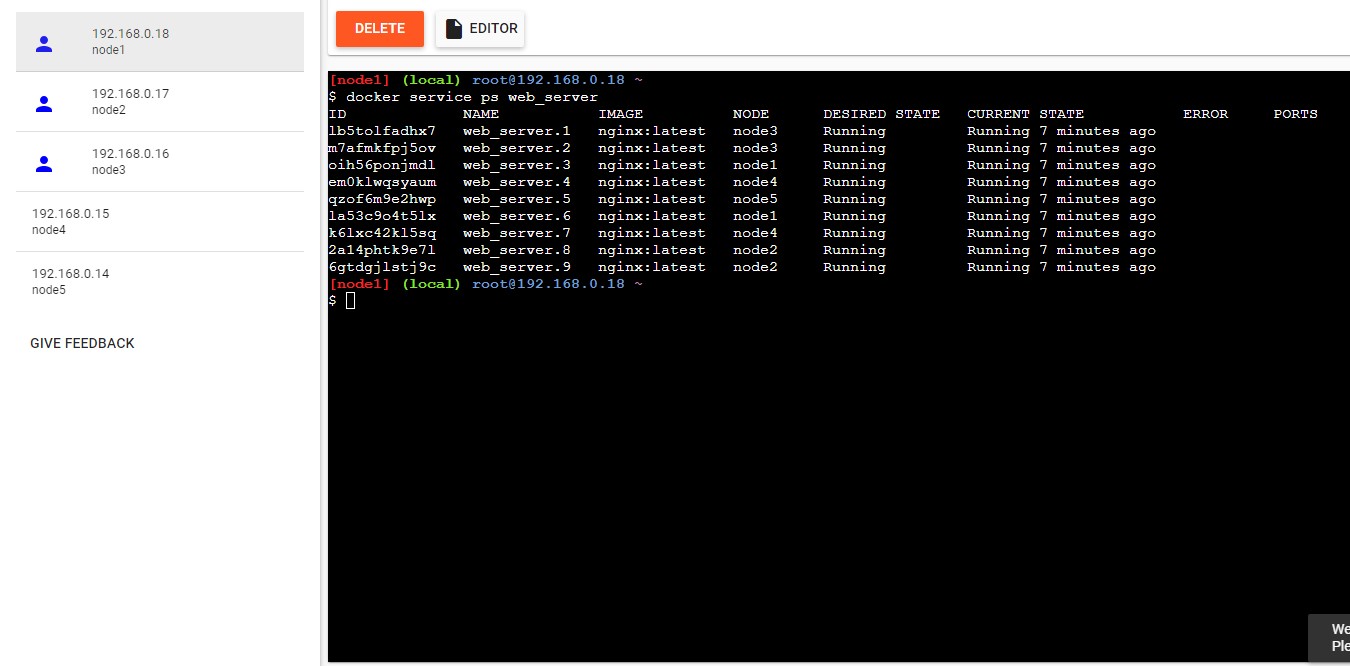 192.168.0.18
node1
192.168.0.17
node2
192.168.0.16
node3
192.168.0.15
node4
192.168.0.14
node5
GIVE FEEDBACK
DELETE
EDITOR
[node1] (local) root@192.168.0.18 ~
$ docker service ps web_server
ID NAME IMAGE NODE DESIRED STATE CURRENT STATE ERROR PORTS
lb5tolfadhx7 web_server.1 nginx:latest node3 Running Running 7 minutes ago
m7afmkfpj5ov web_server.2 nginx:latest node3 Running Running 7 minutes ago
oih56ponjmdl web_server.3 nginx:latest node1 Running Running 7 minutes ago
em0klwqsyaum web_server.4 nginx:latest node4 Running Running 7 minutes ago
qzof6m9e2hwp web_server.5 nginx:latest node5 Running Running 7 minutes ago
la53c9o4t5lx web_server.6 nginx:latest node1 Running Running 7 minutes ago
k6lxc42kl5sq web_server.7 nginx:latest node4 Running Running 7 minutes ago
2a14phtk9e7l web_server.8 nginx:latest node2 Running Running 7 minutes ago
6gtdgjlstj9c web_server.9 nginx:latest node2 Running Running 7 minutes ago
[node1] (local) root@192.168.0.18 ~
$
We
Ple